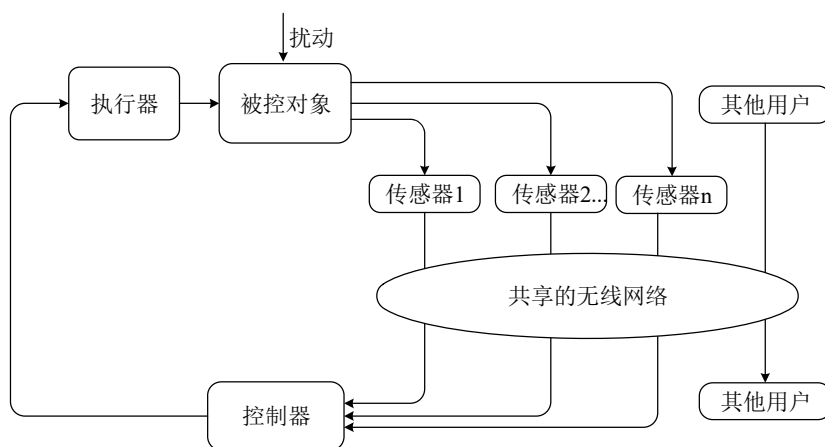 扰动
执行器
被控对象
其他用户
传感器1
传感器2...
传感器n
共享的无线网络
控制器
其他用户